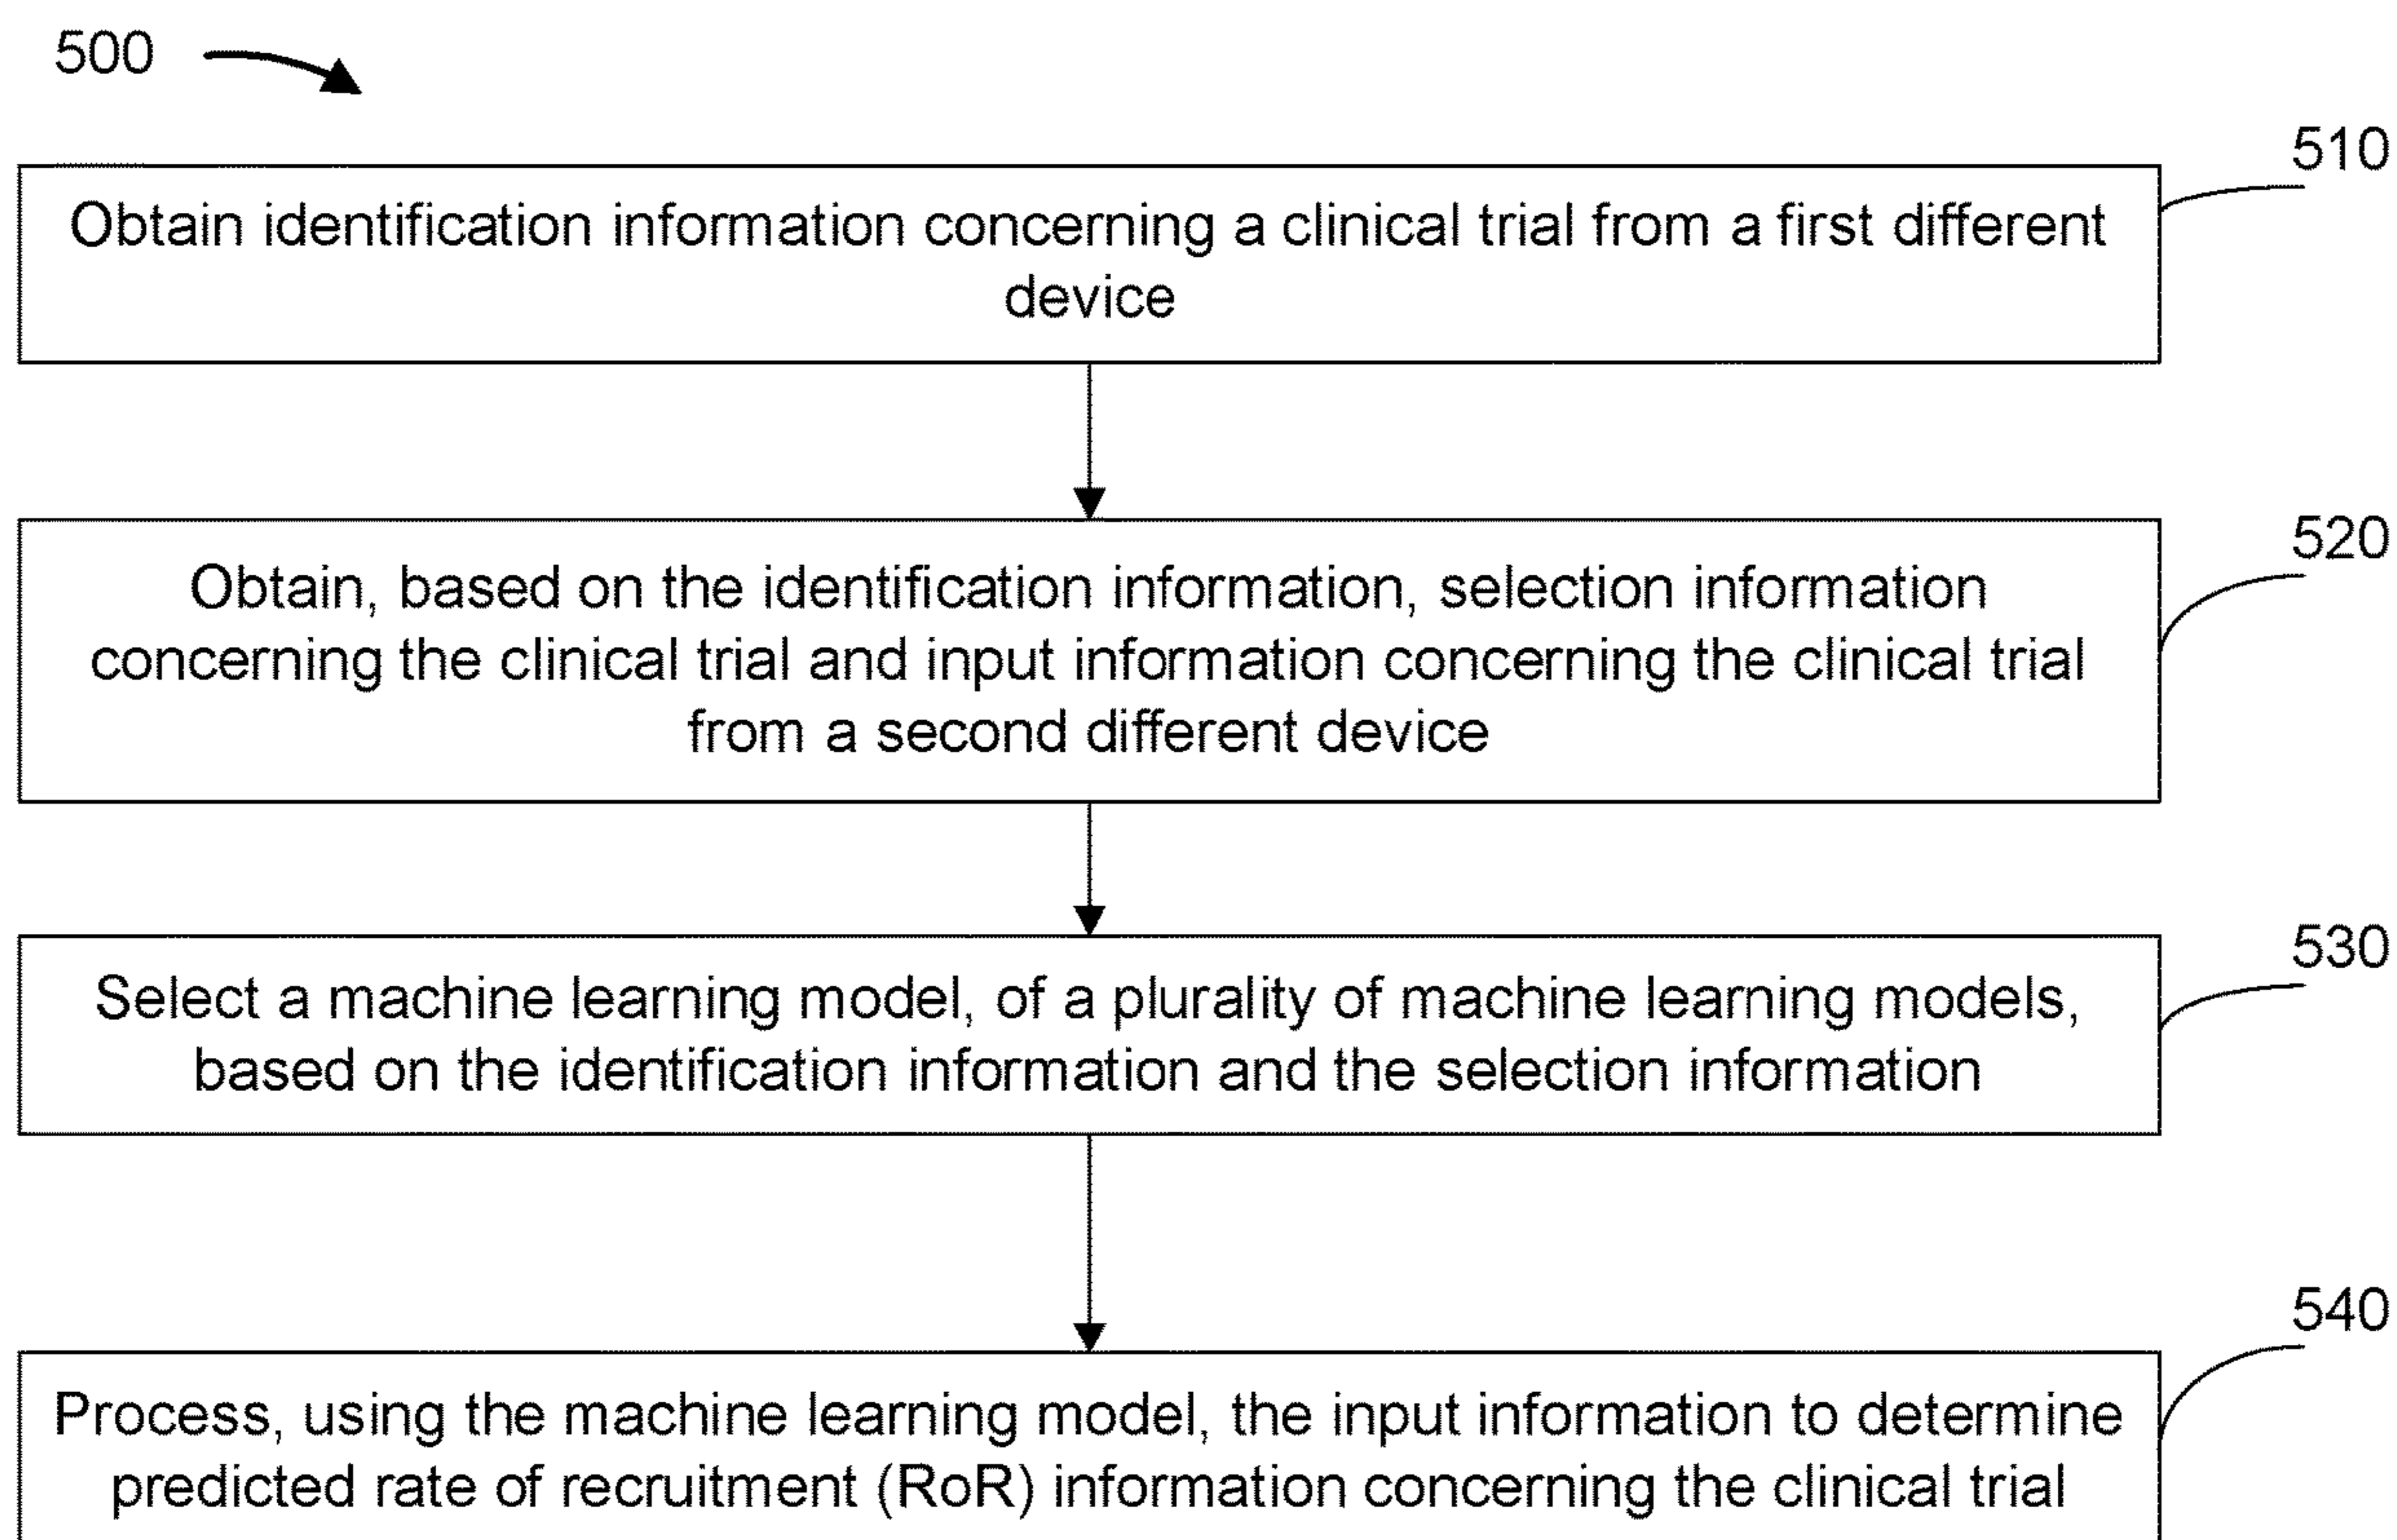 500
510
Obtain identification information concerning a clinical trial from a first different
device
520
Obtain, based on the identification information, selection information
concerning the clinical trial and input information concerning the clinical trial
from a second different device
530
Select a machine learning model, of a plurality of machine learning models,
based on the identification information and the selection information
540
Process, using the machine learning model, the input information to determine
predicted rate of recruitment (RoR) information concerning the clinical trial